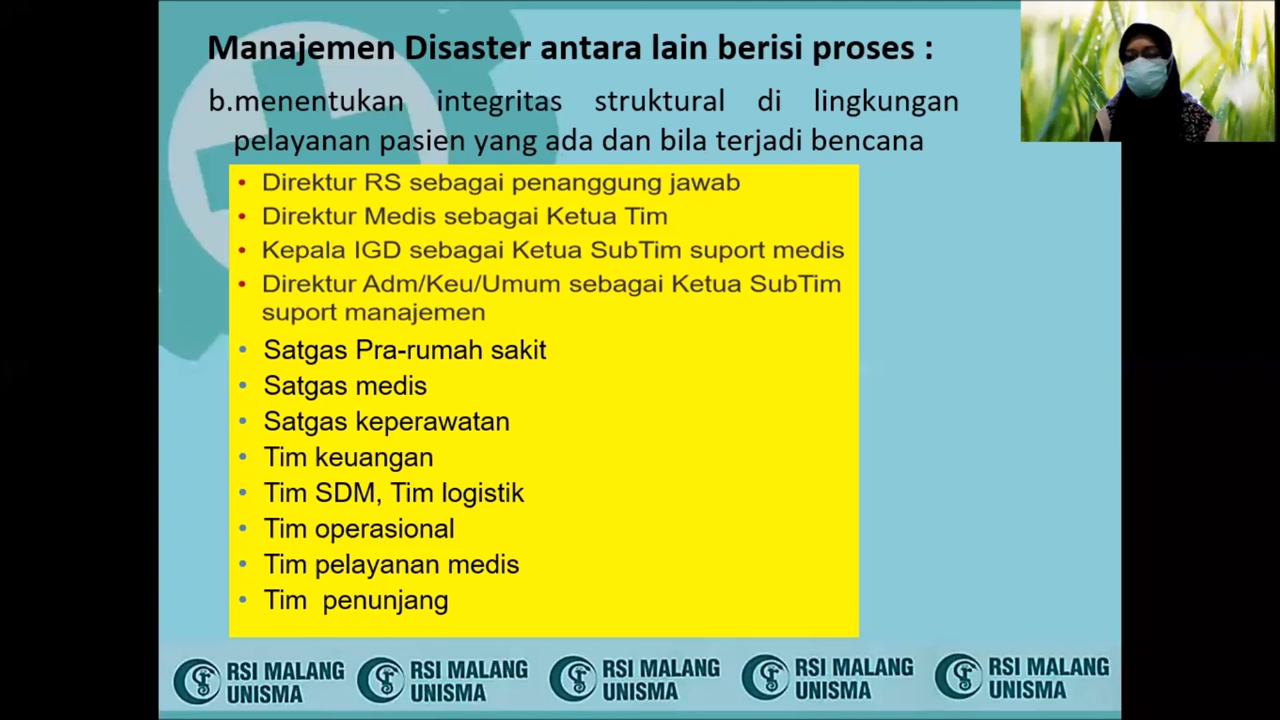 Manajemen Disaster antara lain berisi proses :
b.menentukan integritas struktural di lingkungan
pelayanan pasien yang ada dan bila terjadi bencana
• Direktur RS sebagai penanggung jawab
• Direktur Medis sebagai Ketua Tim
• Kepala IGD sebagai Ketua SubTim suport medis
• Direktur Adm/Keu/Umum sebagai Ketua SubTim
suport manajemen
• Satgas Pra-rumah sakit
• Satgas medis
• Satgas keperawatan
• Tim keuangan
• Tim SDM, Tim logistik
• Tim operasional
• Tim pelayanan medis
• Tim penunjang
RSI MALANG
UNISMA
RSI MALANG
UNISMA
RSI MALANG
UNISMA
RSI MALANG
UNISMA
RSI MALANG
UNISMA